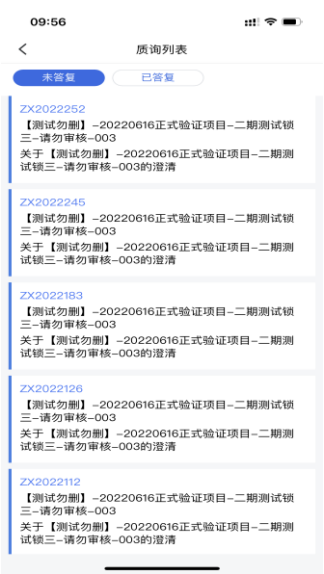 09:56
质询列表
未答复
已答复
ZX2022252
【测试勿删】-20220616正式验证项目-二期测试锁
三-请勿审核-003
关于【测试勿删】-20220616正式验证项目-二期测
试锁三-请勿审核-003的澄清
ZX2022245
【测试勿删】-20220616正式验证项目-二期测试锁
三-请勿审核-003
关于【测试勿删】-20220616正式验证项目-二期测
试锁三-请勿审核-003的澄清
ZX2022183
【测试勿删】-20220616正式验证项目-二期测试锁
三-请勿审核-003
关于【测试勿删】-20220616正式验证项目-二期测
试锁三-请勿审核-003的澄清
ZX2022126
【测试勿删】-20220616正式验证项目-二期测试锁
三-请勿审核-003
关于【测试勿删】-20220616正式验证项目-二期测
试锁三-请勿审核-003的澄清
ZX2022112
【测试勿删】-20220616正式验证项目-二期测试锁
三-请勿审核-003
关于【测试勿删】-20220616正式验证项目-二期测
试锁三-请勿审核-003的澄清